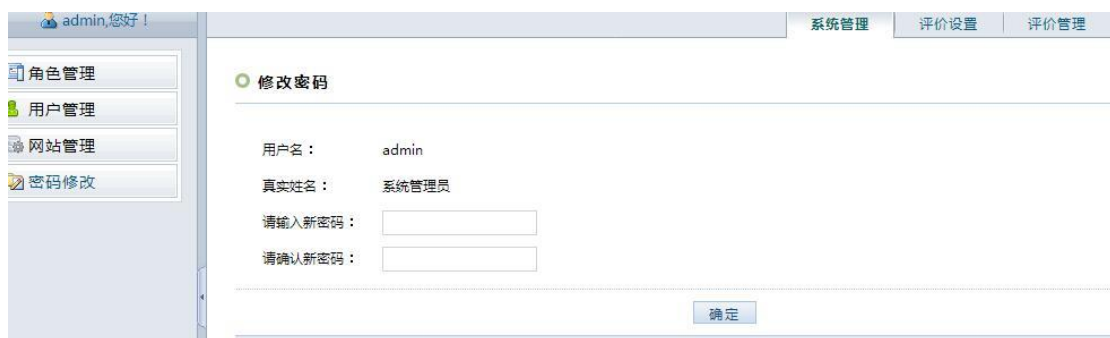 admin,您好！
系统管理
评价设置
评价管理
角色管理
用户管理
网站管理
密码修改
修改密码
用户名： admin
真实姓名： 系统管理员
请输入新密码：
请确认新密码：
确定